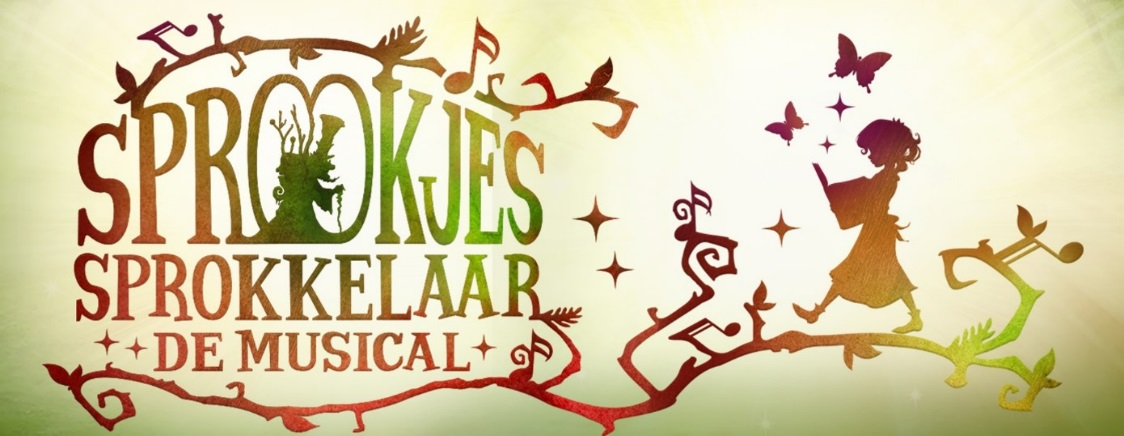 SPROOKJES
SPROKKELAAR
DE MUSICAL